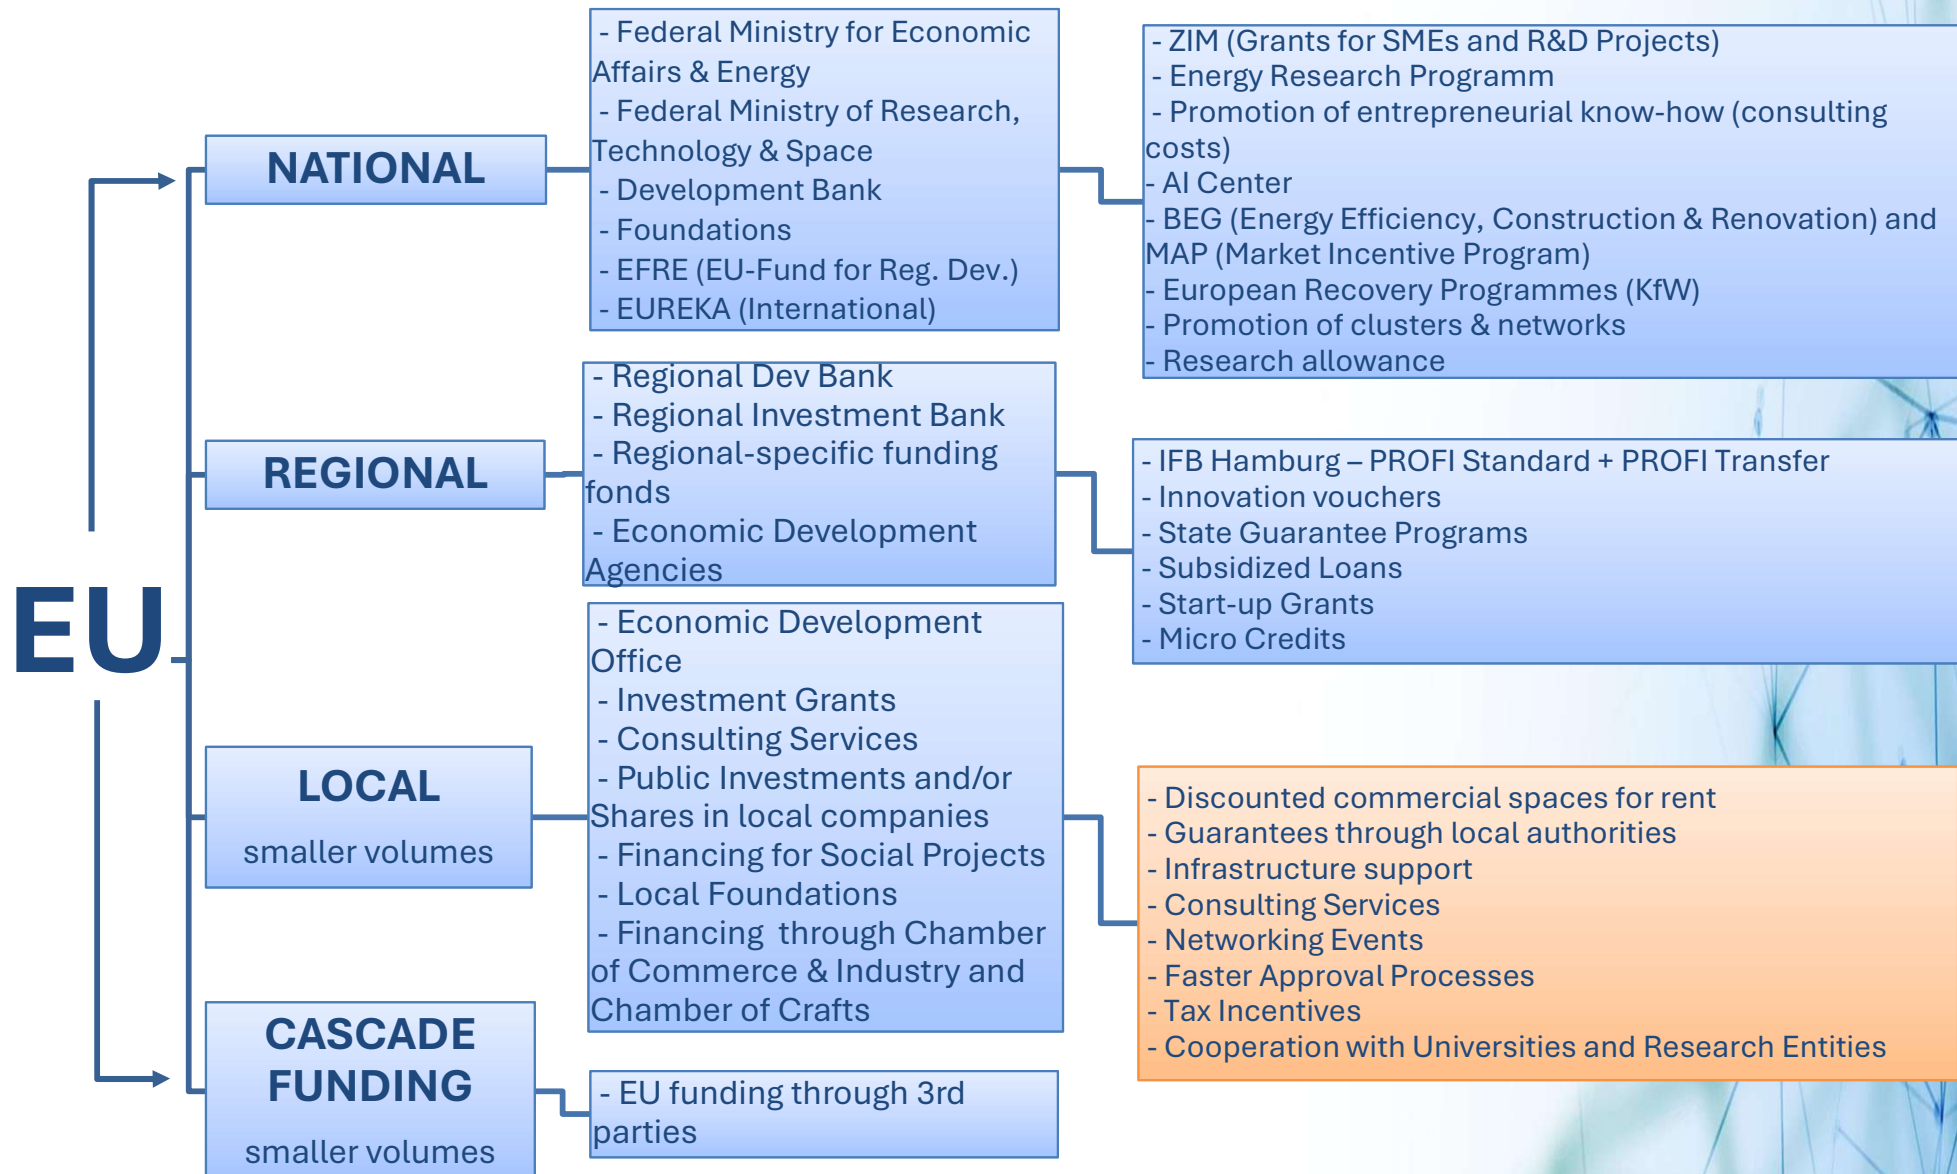 EU
NATIONAL
- Federal Ministry for Economic
Affairs & Energy
- Federal Ministry of Research,
Technology & Space
- Development Bank
- Foundations
- EFRE (EU-Fund for Reg. Dev.)
- EUREKA (International)
- ZIM (Grants for SMEs and R&D Projects)
- Energy Research Programm
- Promotion of entrepreneurial know-how (consulting
costs)
- AI Center
- BEG (Energy Efficiency, Construction & Renovation) and
MAP (Market Incentive Program)
- European Recovery Programmes (KfW)
- Promotion of clusters & networks
- Research allowance
REGIONAL
- Regional Dev Bank
- Regional Investment Bank
- Regional-specific funding
fonds
- Economic Development
Agencies
- IFB Hamburg – PROFI Standard + PROFI Transfer
- Innovation vouchers
- State Guarantee Programs
- Subsidized Loans
- Start-up Grants
- Micro Credits
LOCAL
smaller volumes
- Economic Development
Office
- Investment Grants
- Consulting Services
- Public Investments and/or
Shares in local companies
- Financing for Social Projects
- Local Foundations
- Financing through Chamber
of Commerce & Industry and
Chamber of Crafts
- Discounted commercial spaces for rent
- Guarantees through local authorities
- Infrastructure support
- Consulting Services
- Networking Events
- Faster Approval Processes
- Tax Incentives
- Cooperation with Universities and Research Entities
CASCADE
FUNDING
smaller volumes
- EU funding through 3rd
parties